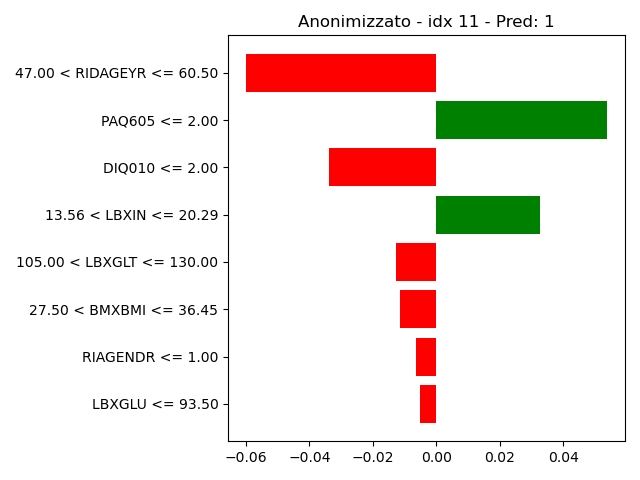 Anonimizzato - idx 11 - Pred: 1
47.00 < RIDAGEYR <= 60.50
PAQ605 <= 2.00
DIQ010 <= 2.00
13.56 < LBXIN <= 20.29
105.00 < LBXGLT <= 130.00
27.50 < BMXBMI <= 36.45
RIAGENDR <= 1.00
LBXGLU <= 93.50
−0.06 −0.04 −0.02 0.00 0.02 0.04